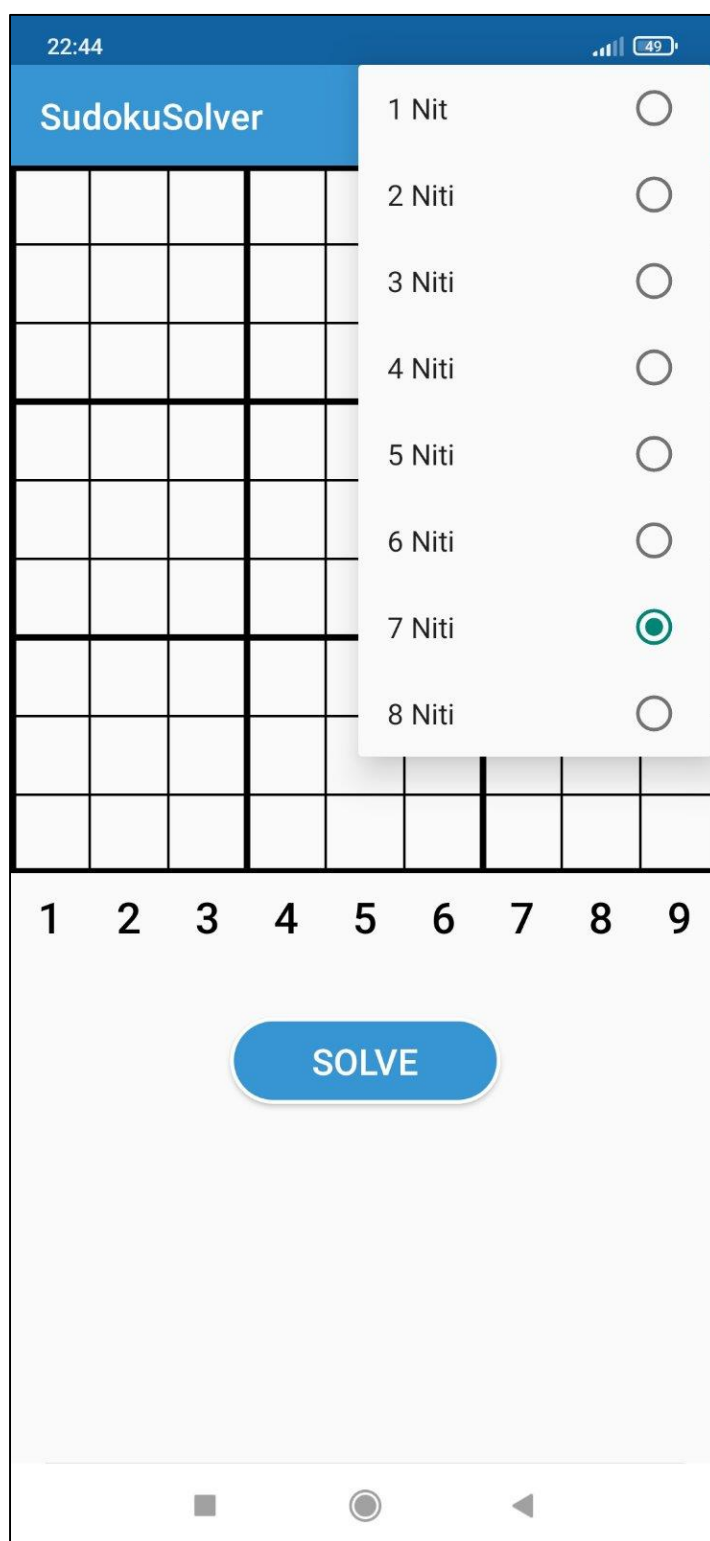 22:44 49
SudokuSolver
1 Nit
2 Niti
3 Niti
4 Niti
5 Niti
6 Niti
7 Niti
8 Niti
1 2 3 4 5 6 7 8 9
SOLVE